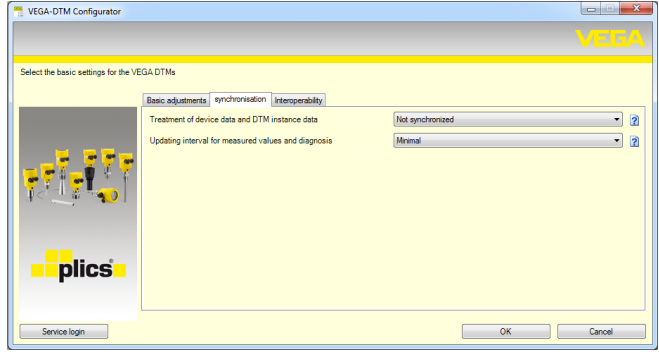 VEGA-DTM Configurator
VEGA
Select the basic settings for the VEGA DTMs
Basic adjustments synchronisation Interoperability
Treatment of device data and DTM instance data Not synchronized ?
Updating interval for measured values and diagnosis Minimal ?
plics
Service login OK Cancel